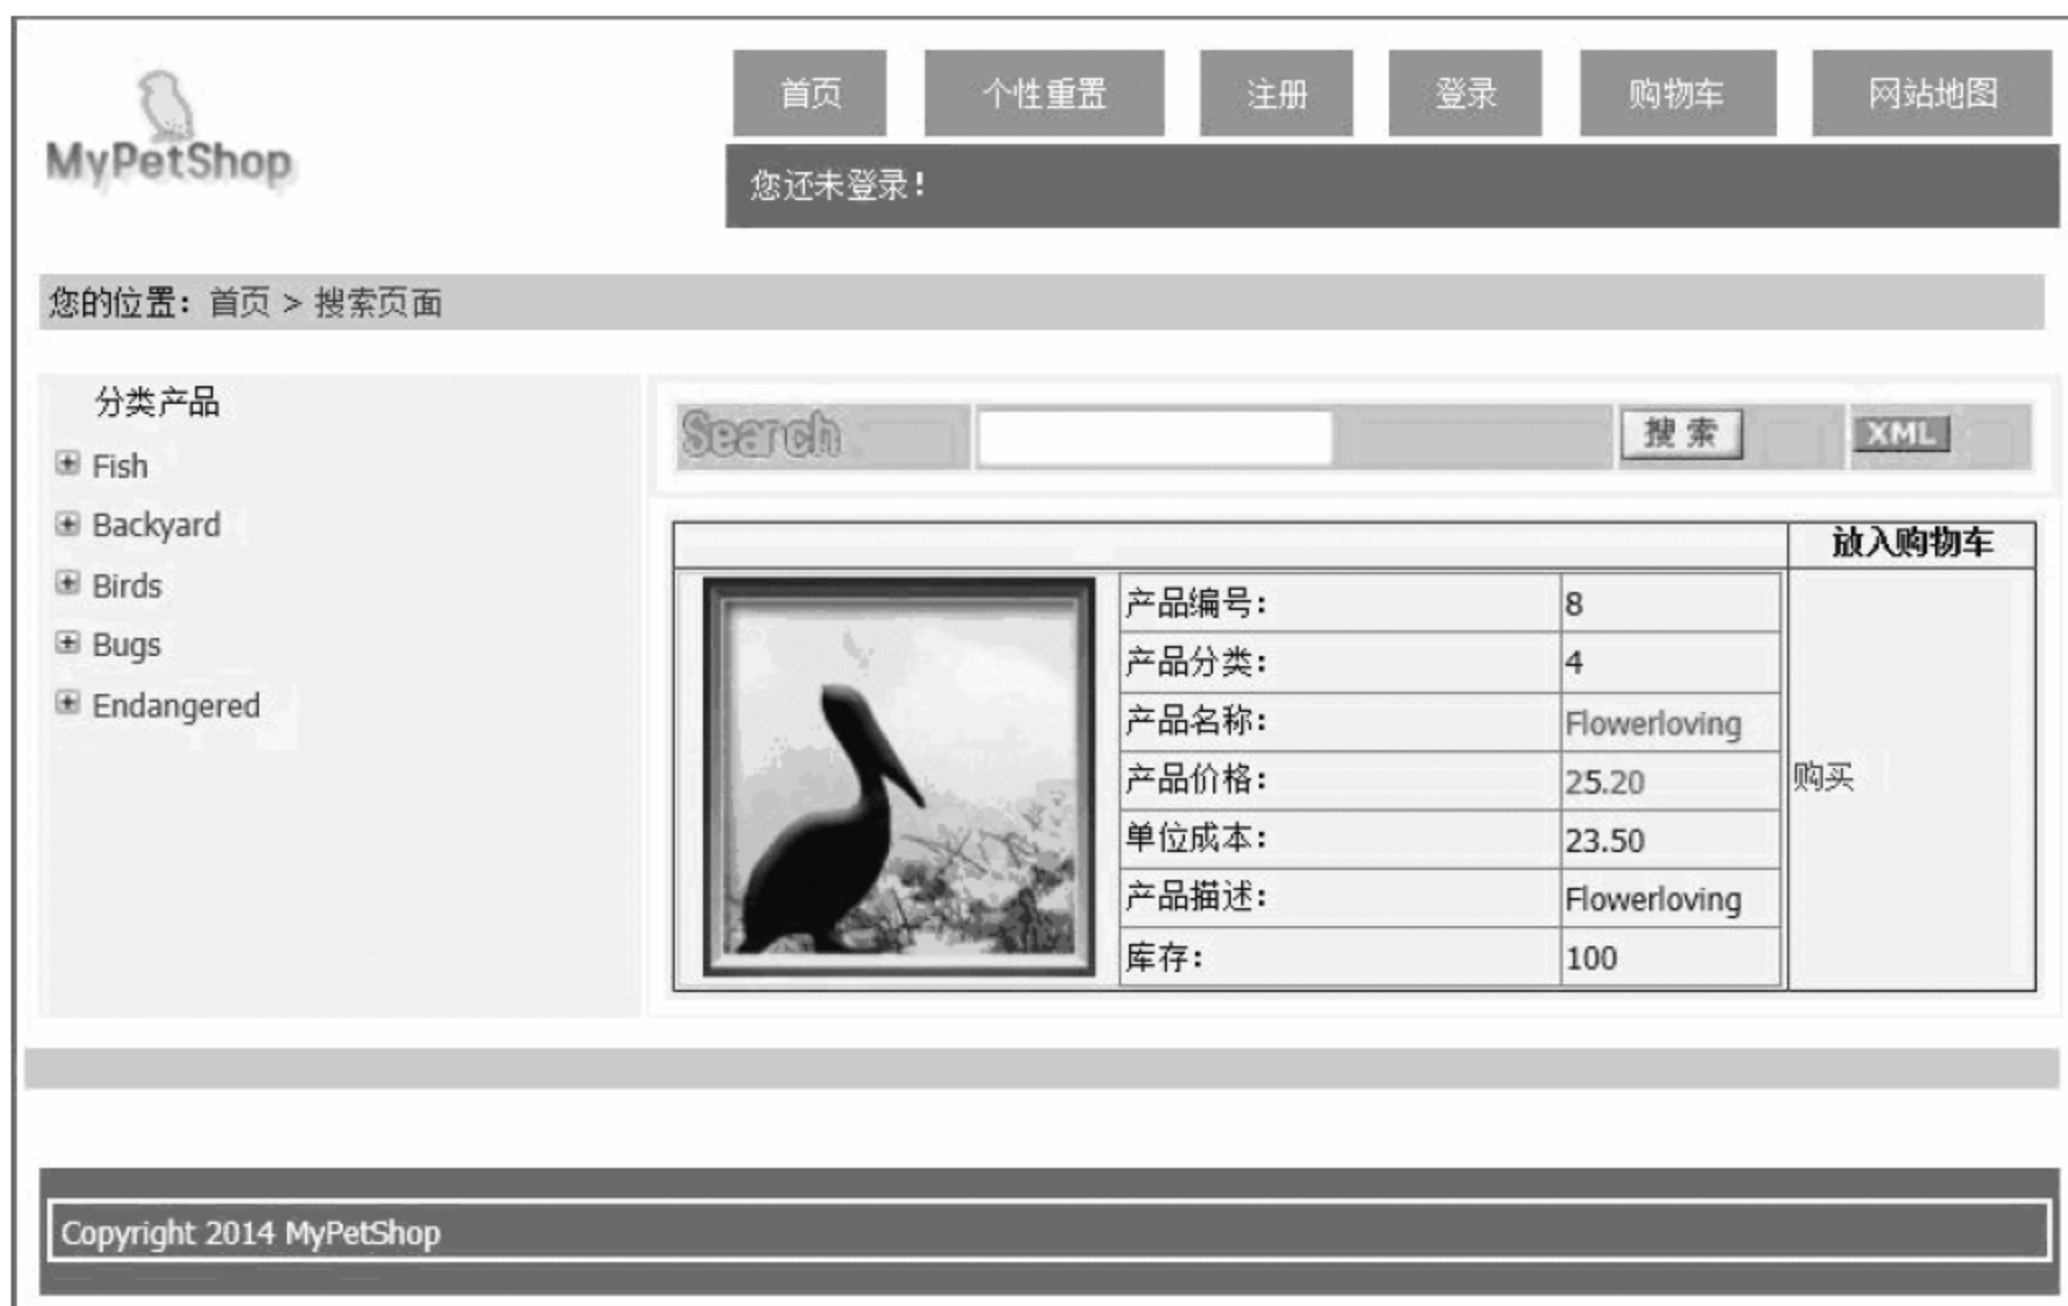 MyPetShop
首页 个性重置 注册 登录 购物车 网站地图
您还未登录!
您的位置: 首页 > 搜索页面
分类产品
Fish
Backyard
Birds
Bugs
Endangered
Search 搜索 XML
放入购物车
产品编号: 8
产品分类: 4
产品名称: Flowerloving
产品价格: 25.20
单位成本: 23.50
产品描述: Flowerloving
库存: 100
购买
Copyright 2014 MyPetShop